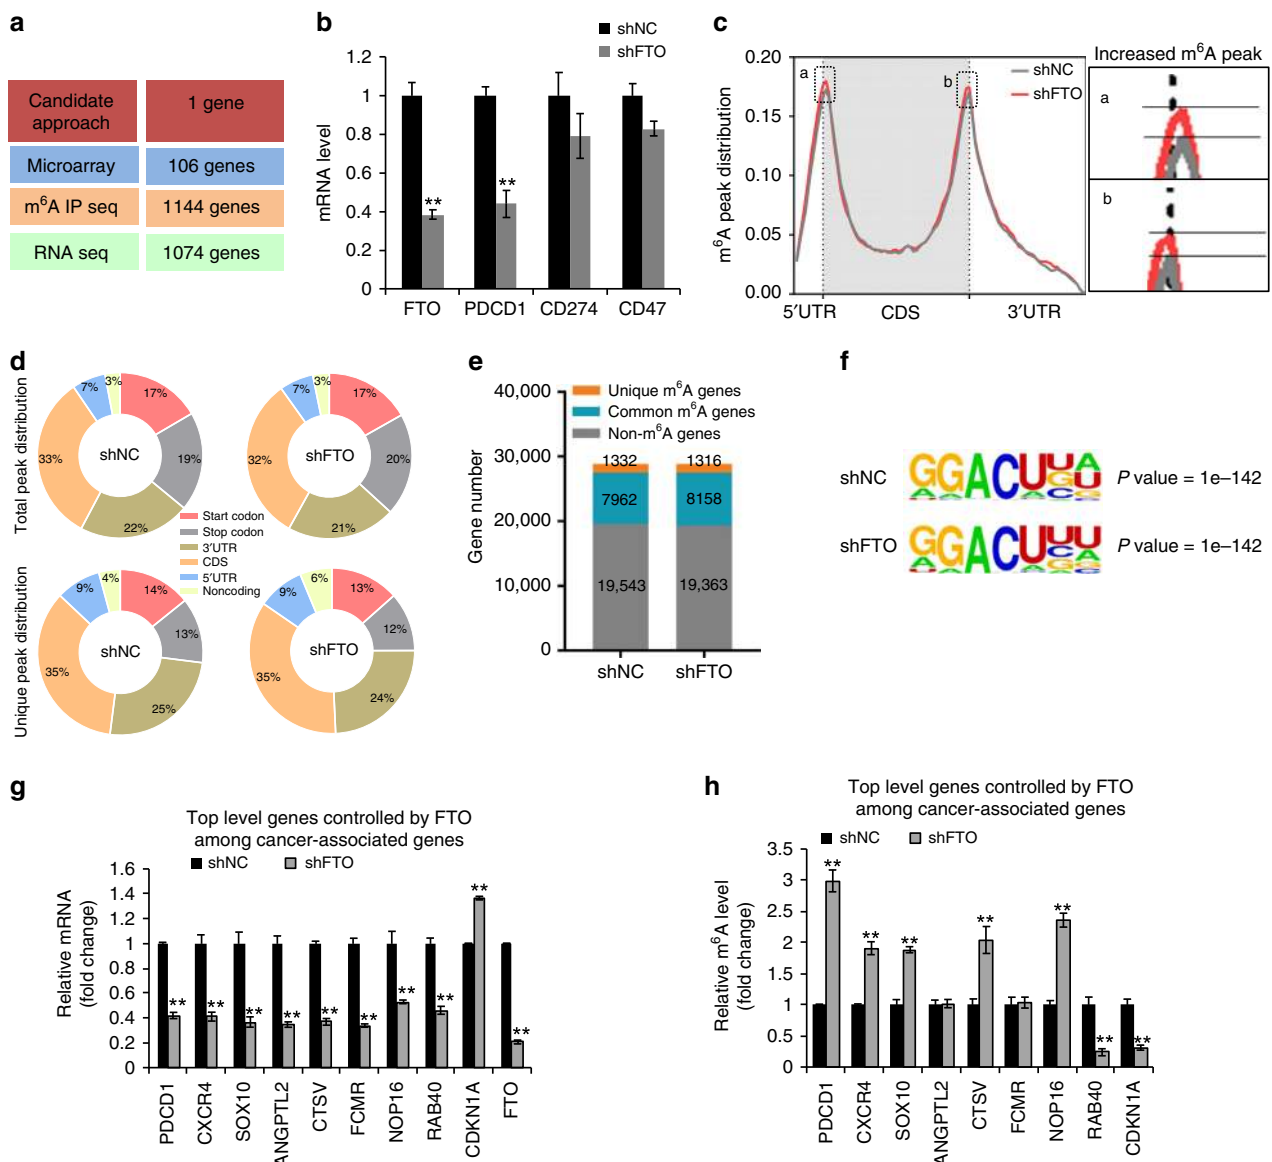 a
Candidate approach
1 gene
Microarray
106 genes
m6A IP seq
1144 genes
RNA seq
1074 genes
b
shNC
shFTO
mRNA level
1.2
1
0.8
0.6
0.4
0.2
0
**
**
FTO
PDCD1
CD274
CD47
c
m6A peak distribution
0.20
0.15
0.10
0.05
0.00
a
b
shNC
shFTO
5′UTR
CDS
3′UTR
Increased m6A peak
a
b
d
Total peak distribution
shNC
17%
19%
22%
33%
7%
3%
shFTO
17%
20%
21%
32%
7%
3%
Start codon
Stop codon
3′UTR
CDS
5′UTR
Noncoding
Unique peak distribution
shNC
14%
13%
25%
35%
9%
4%
shFTO
13%
12%
24%
35%
9%
6%
e
Gene number
40,000
30,000
20,000
10,000
0
Unique m6A genes
Common m6A genes
Non-m6A genes
1332
1316
7962
8158
19,543
19,363
shNC
shFTO
f
shNC
GGACUUA
P value = 1e–142
shFTO
GGACUUU
P value = 1e–142
g
Top level genes controlled by FTO
among cancer-associated genes
shNC
shFTO
Relative mRNA
(fold change)
1.6
1.4
1.2
1
0.8
0.6
0.4
0.2
0
**
**
**
**
**
**
**
**
**
**
PDCD1
CXCR4
SOX10
ANGPTL2
CTSV
FCMR
NOP16
RAB40
CDKN1A
FTO
h
Top level genes controlled by FTO
among cancer-associated genes
shNC
shFTO
Relative m6A level
(fold change)
3.5
3
2.5
2
1.5
1
0.5
0
**
**
**
**
**
**
**
PDCD1
CXCR4
SOX10
ANGPTL2
CTSV
FCMR
NOP16
RAB40
CDKN1A